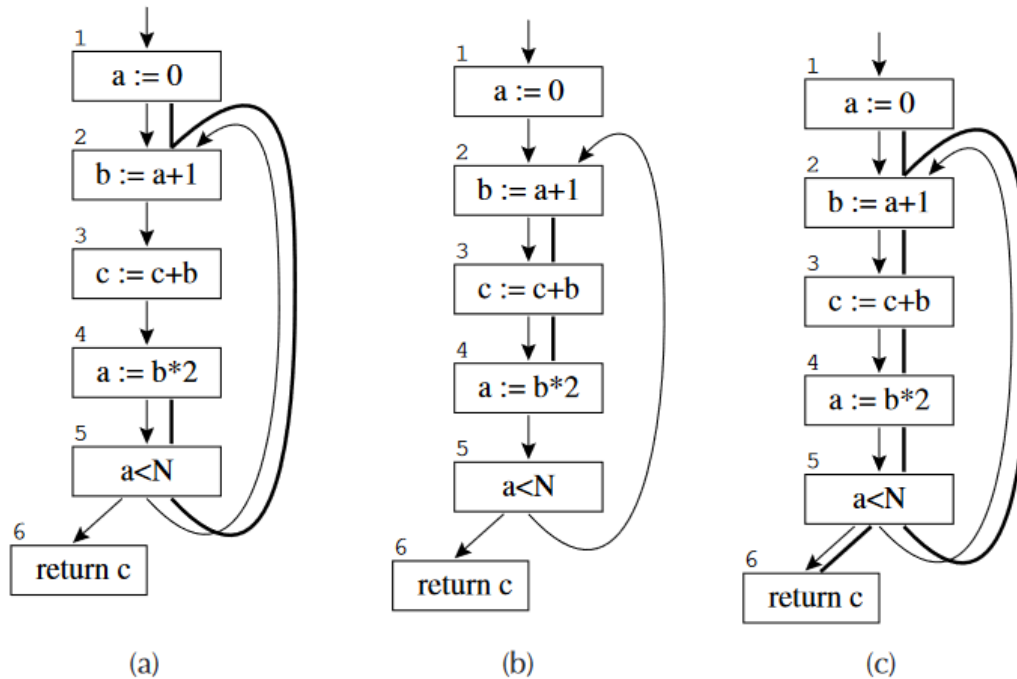 1
a := 0
2
b := a+1
3
c := c+b
4
a := b*2
5
a<N
6
return c
(a)
1
a := 0
2
b := a+1
3
c := c+b
4
a := b*2
5
a<N
6
return c
(b)
1
a := 0
2
b := a+1
3
c := c+b
4
a := b*2
5
a<N
6
return c
(c)